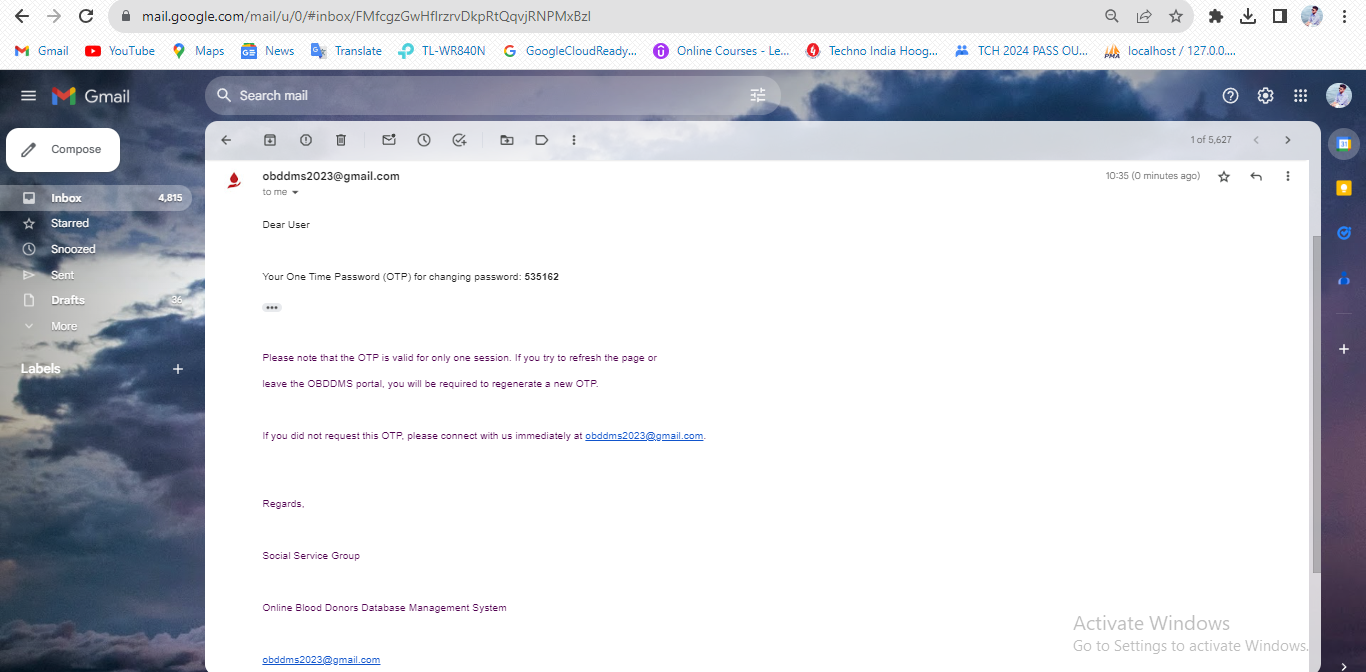 mail.google.com/mail/u/0/#inbox/FMfcgzGwHfIrzrvDkpRtQqvjRNPMxBzl
Gmail YouTube Maps News Translate TL-WR840N GoogleCloudReady... Online Courses - Le... Techno India Hoog... TCH 2024 PASS OU... localhost / 127.0.0....
Gmail
Search mail
Compose
1 of 5,627
Inbox 4,815
Starred
Snoozed
Sent
Drafts 36
More
Labels
obddms2023@gmail.com
10:35 (0 minutes ago)
to me
Dear User
Your One Time Password (OTP) for changing password: 535162
Please note that the OTP is valid for only one session. If you try to refresh the page or
leave the OBDDMS portal, you will be required to regenerate a new OTP.
If you did not request this OTP, please connect with us immediately at obddms2023@gmail.com.
Regards,
Social Service Group
Online Blood Donors Database Management System
obddms2023@gmail.com
Activate Windows
Go to Settings to activate Windows.